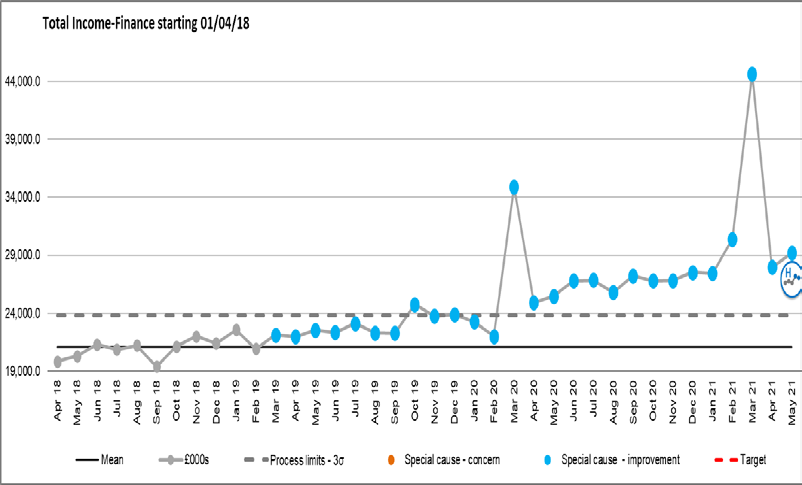 Total Income-Finance starting 01/04/18
44,000.0
39,000.0
34,000.0
29,000.0
24,000.0
19,000.0
H
Apr 18
May 18
Jun 18
Jul 18
Aug 18
Sep 18
Oct 18
Nov 18
Dec 18
Jan 19
Feb 19
Mar 19
Apr 19
May 19
Jun 19
Jul 19
Aug 19
Sep 19
Oct 19
Nov 19
Dec 19
Jan 20
Feb 20
Mar 20
Apr 20
May 20
Jun 20
Jul 20
Aug 20
Sep 20
Oct 20
Nov 20
Dec 20
Jan 21
Feb 21
Mar 21
Apr 21
May 21
Mean £000s Process limits - 3σ Special cause - concern Special cause - improvement Target